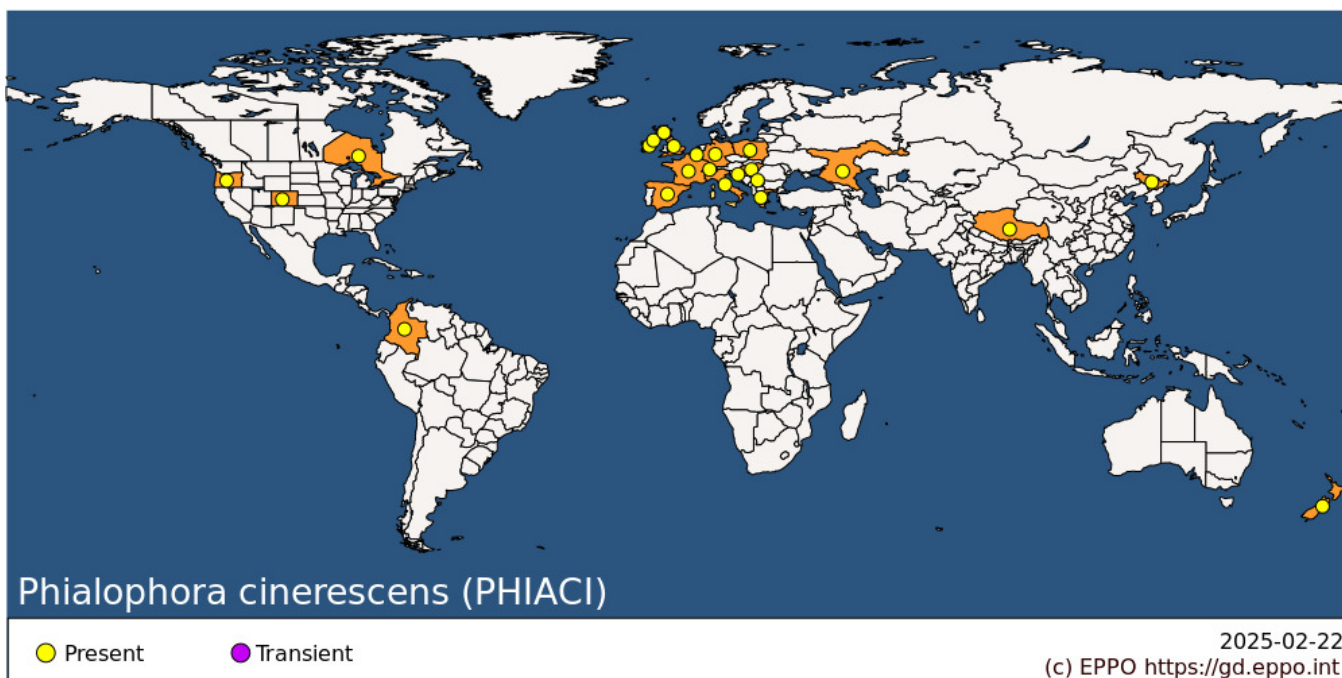 Phialophora cinerescens (PHIACI)
Present
Transient
2025-02-22
(c) EPPO https://gd.eppo.int